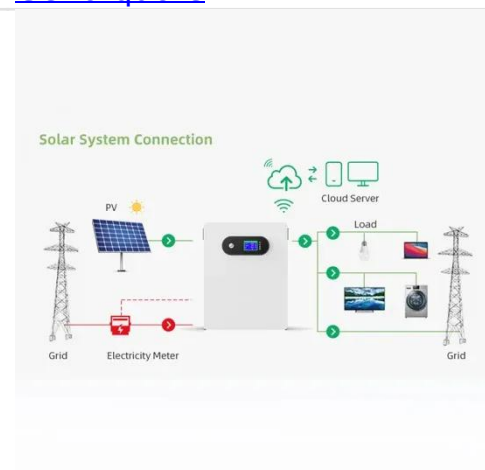 Solar System Connection
PV
Cloud Server
Load
Grid
Electricity Meter
Grid